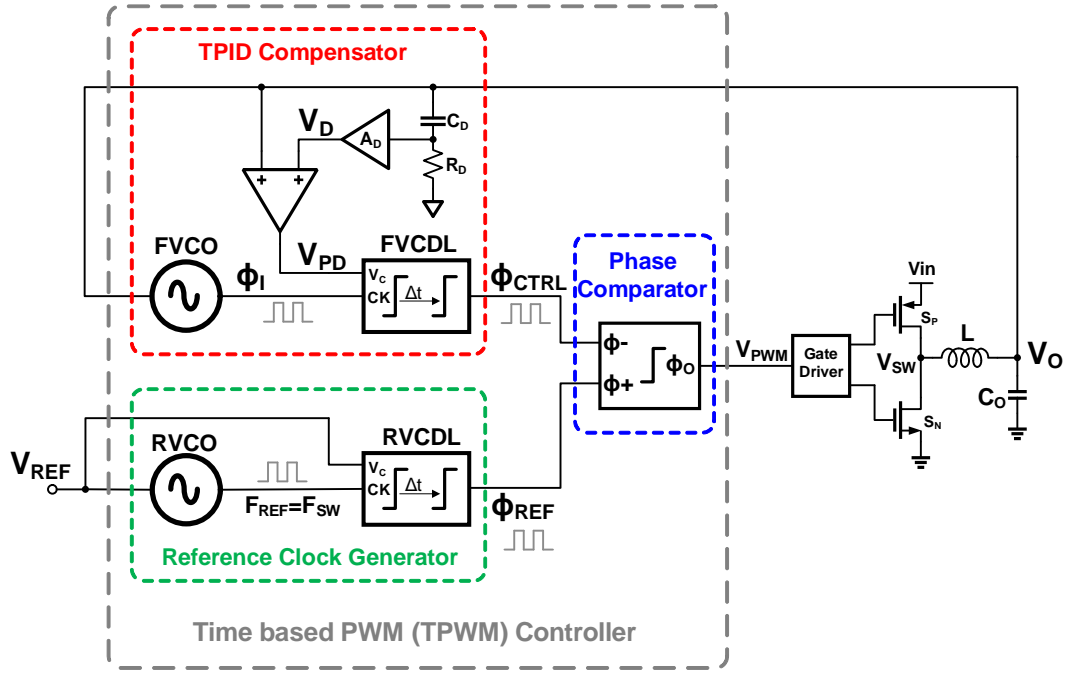 TPID Compensator
V_D
A_D
C_D
R_D
+
+
FVCO
V_PD
FVCDL
ϕ_I
V_C
CK
Δt
ϕ_CTRL
Phase
Comparator
ϕ-
ϕ+
ϕ_O
V_PWM
Gate
Driver
Vin
S_P
V_SW
L
V_O
C_O
S_N
V_REF
RVCO
F_REF=F_SW
RVCDL
V_C
CK
Δt
ϕ_REF
Reference Clock Generator
Time based PWM (TPWM) Controller